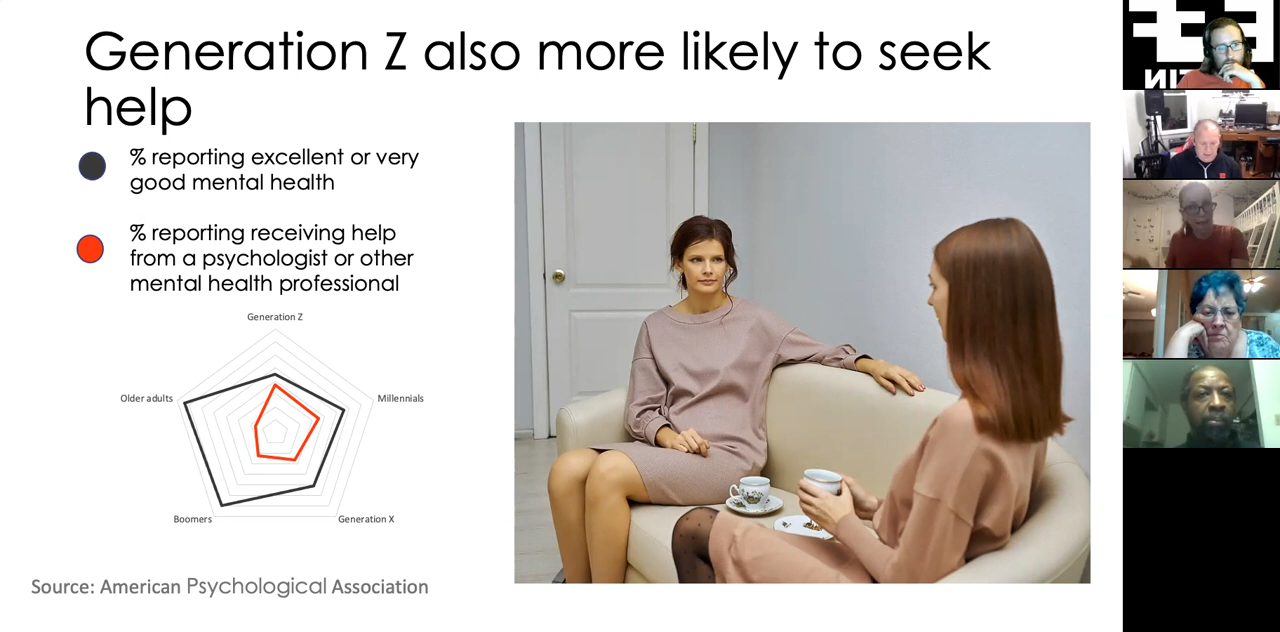 Generation Z also more likely to seek
help
% reporting excellent or very
good mental health
% reporting receiving help
from a psychologist or other
mental health professional
Generation Z
Older adults
Millennials
Boomers
Generation X
Source: American Psychological Association